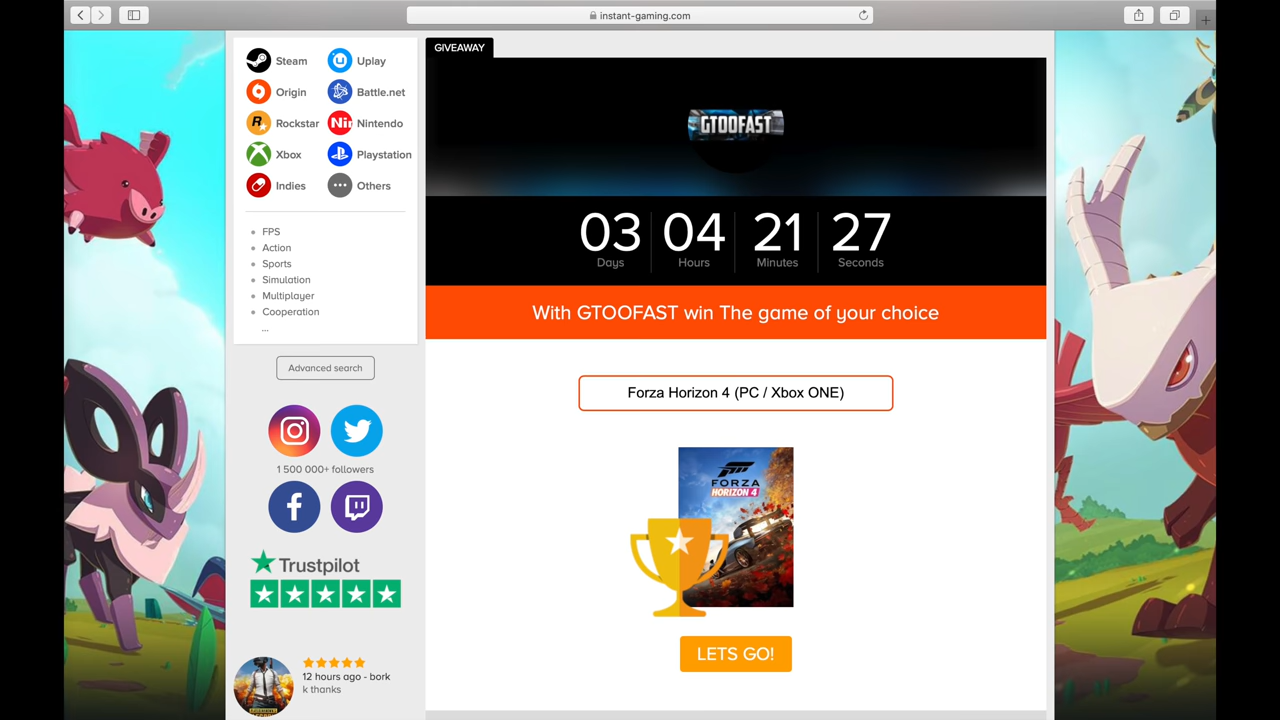 instant-gaming.com
Steam
Uplay
Origin
Battle.net
Rockstar
Nintendo
Xbox
Playstation
Indies
Others
FPS
Action
Sports
Simulation
Multiplayer
Cooperation
...
Advanced search
1 500 000+ followers
Trustpilot
12 hours ago - bork
k thanks
GIVEAWAY
GTOOFAST
03 04 21 27
Days Hours Minutes Seconds
With GTOOFAST win The game of your choice
Forza Horizon 4 (PC / Xbox ONE)
FORZA
HORIZON 4
LETS GO!